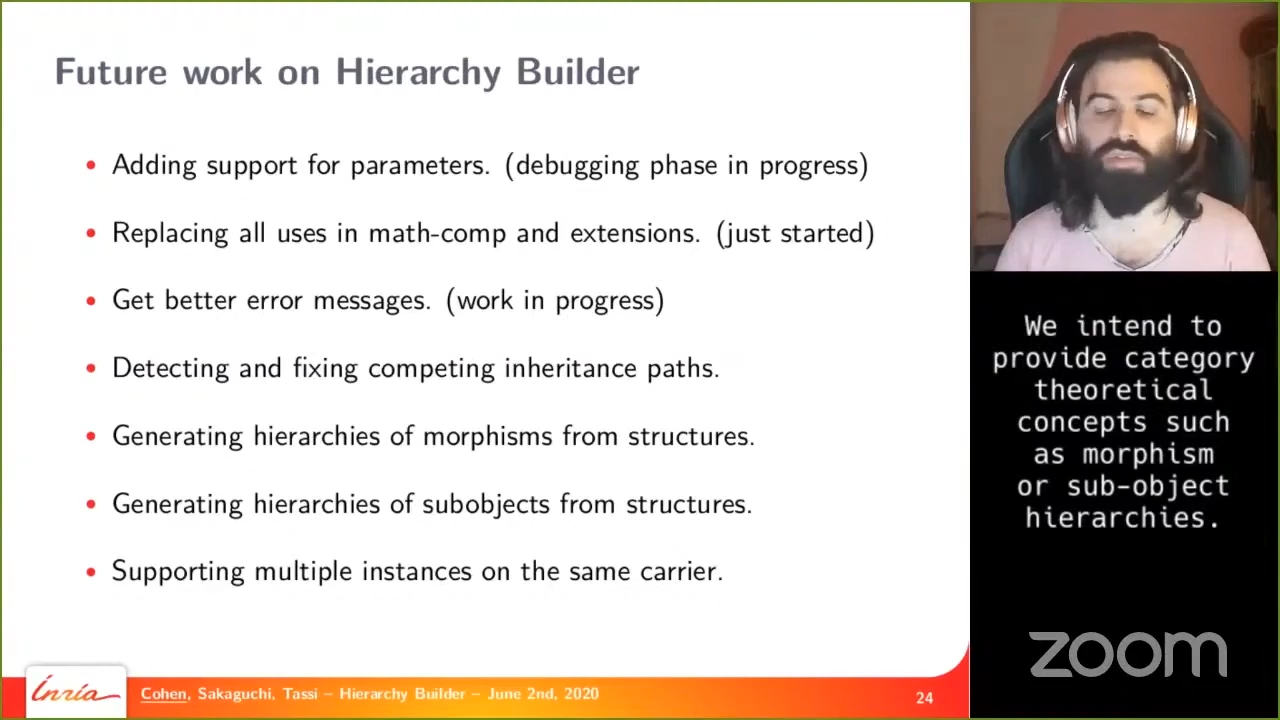 Future work on Hierarchy Builder
• Adding support for parameters. (debugging phase in progress)
• Replacing all uses in math-comp and extensions. (just started)
• Get better error messages. (work in progress)
• Detecting and fixing competing inheritance paths.
• Generating hierarchies of morphisms from structures.
• Generating hierarchies of subobjects from structures.
• Supporting multiple instances on the same carrier.
Inria
Cohen, Sakaguchi, Tassi – Hierarchy Builder – June 2nd, 2020
24
We intend to
provide category
theoretical
concepts such
as morphism
or sub-object
hierarchies.
zoom